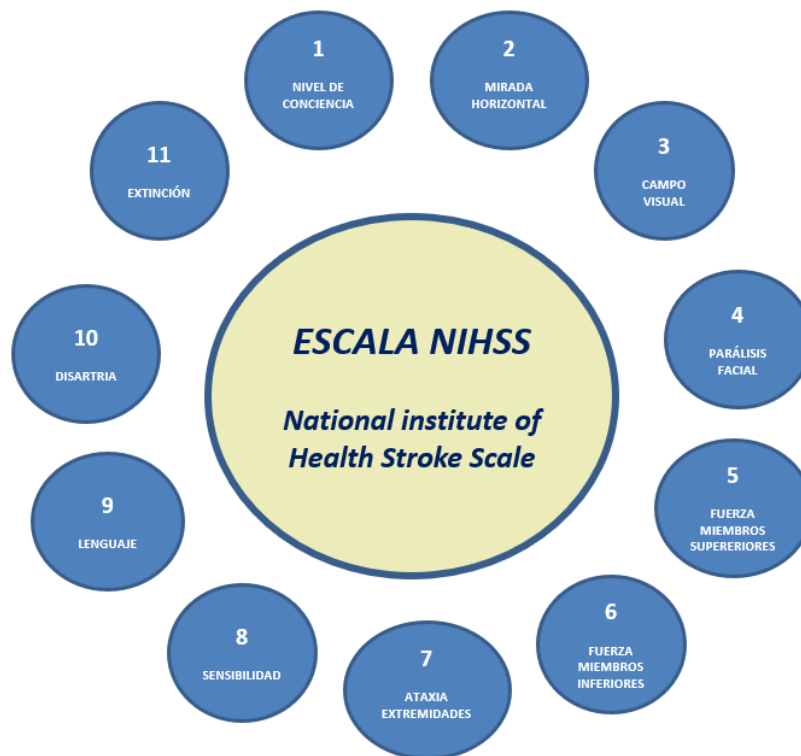 1
NIVEL DE
CONCIENCIA
2
MIRADA
HORIZONTAL
3
CAMPO
VISUAL
4
PARÁLISIS
FACIAL
5
FUERZA
MIEMBROS
SUPERERIORES
6
FUERZA
MIEMBROS
INFERIORES
7
ATAXIA
EXTREMIDADES
8
SENSIBILIDAD
9
LENGUAJE
10
DISARTRIA
11
EXTINCIÓN
ESCALA NIHSS
National institute of
Health Stroke Scale